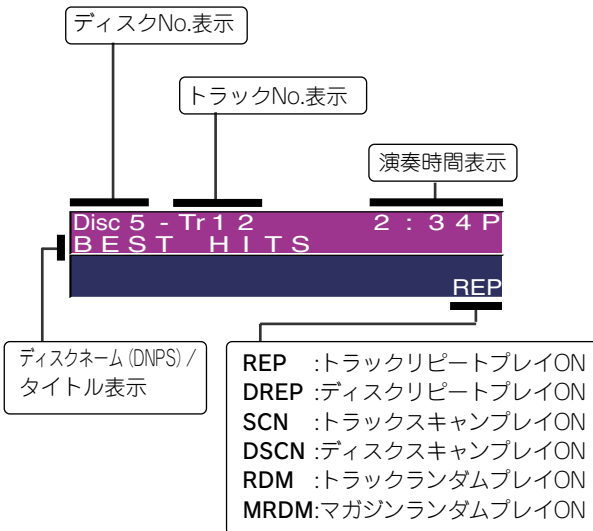 ディスクNo.表示
トラックNo.表示
演奏時間表示
Disc 5 - Tr 1 2 2 : 3 4 P
B E S T H I T S
REP
ディスクネーム (DNPS) /
タイトル表示
REP :トラックリピートプレイON
DREP :ディスクリピートプレイON
SCN :トラックスキャンプレイON
DSCN :ディスクスキャンプレイON
RDM :トラックランダムプレイON
MRDM:マガジンランダムプレイON